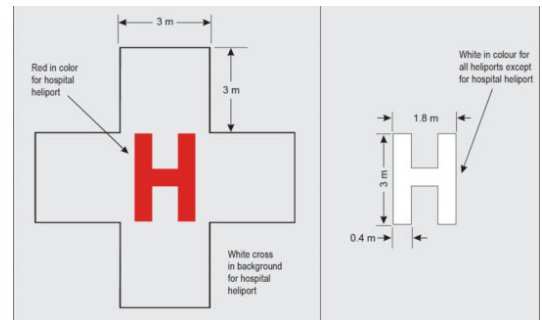 3 m
Red in color
for hospital
heliport
3 m
H
White cross
in background
for hospital
heliport
White in colour for
all heliports except
for hospital heliport
1.8 m
3 m
H
0.4 m